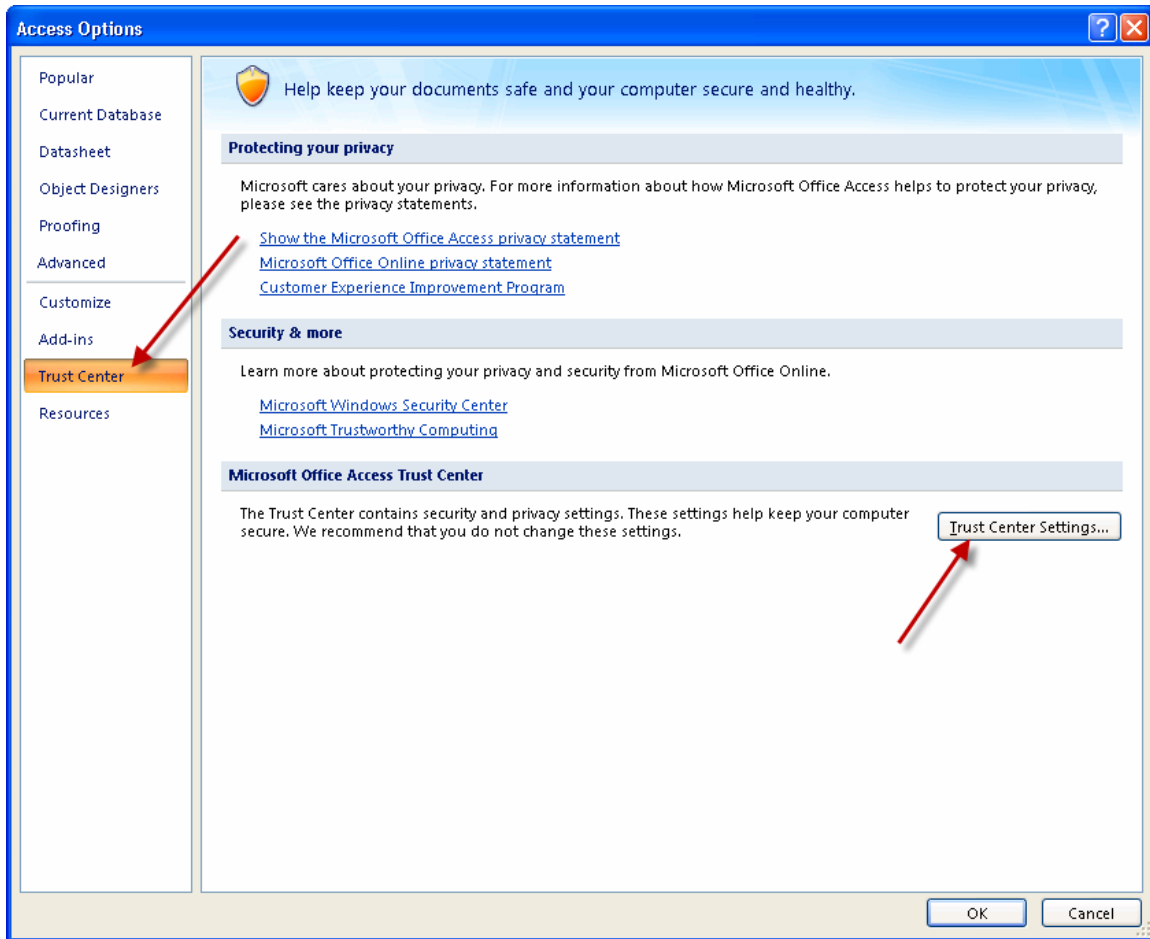 Access Options
Popular
Current Database
Datasheet
Object Designers
Proofing
Advanced
Customize
Add-ins
Trust Center
Resources
Help keep your documents safe and your computer secure and healthy.
Protecting your privacy
Microsoft cares about your privacy. For more information about how Microsoft Office Access helps to protect your privacy,
please see the privacy statements.
Show the Microsoft Office Access privacy statement
Microsoft Office Online privacy statement
Customer Experience Improvement Program
Security & more
Learn more about protecting your privacy and security from Microsoft Office Online.
Microsoft Windows Security Center
Microsoft Trustworthy Computing
Microsoft Office Access Trust Center
The Trust Center contains security and privacy settings. These settings help keep your computer
secure. We recommend that you do not change these settings.
Trust Center Settings...
OK
Cancel